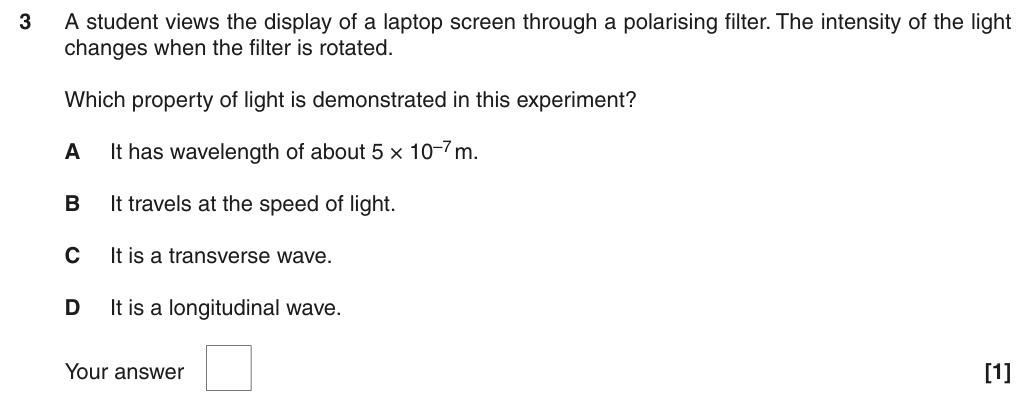 3 A student views the display of a laptop screen through a polarising filter. The intensity of the light
changes when the filter is rotated.
Which property of light is demonstrated in this experiment?
A It has wavelength of about 5 × 10⁻⁷ m.
B It travels at the speed of light.
C It is a transverse wave.
D It is a longitudinal wave.
Your answer [1]